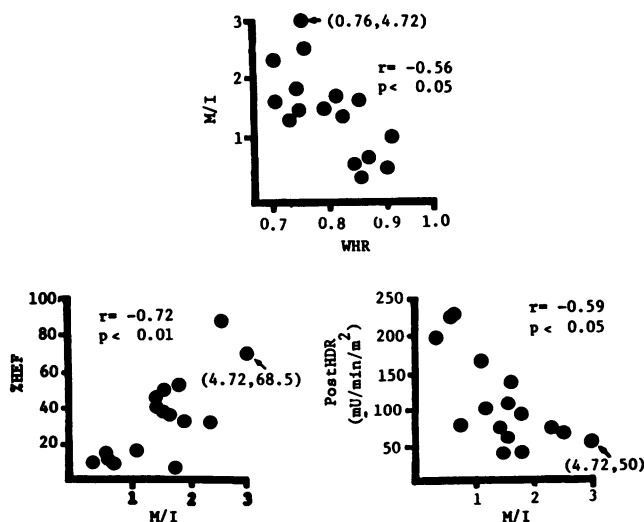 3
(0.76,4.72)
r= -0.56
p< 0.05
2
M/I
1
0.7 0.8 0.9 1.0
WHR
100
r= -0.72
p< 0.01
80
60
(4.72,68.5)
%HEF
40
20
1 2 3
M/I
250
r= -0.59
p< 0.05
200
PostHDR
(mU/min/m²)
150
100
50
(4.72,50)
1 2 3
M/I